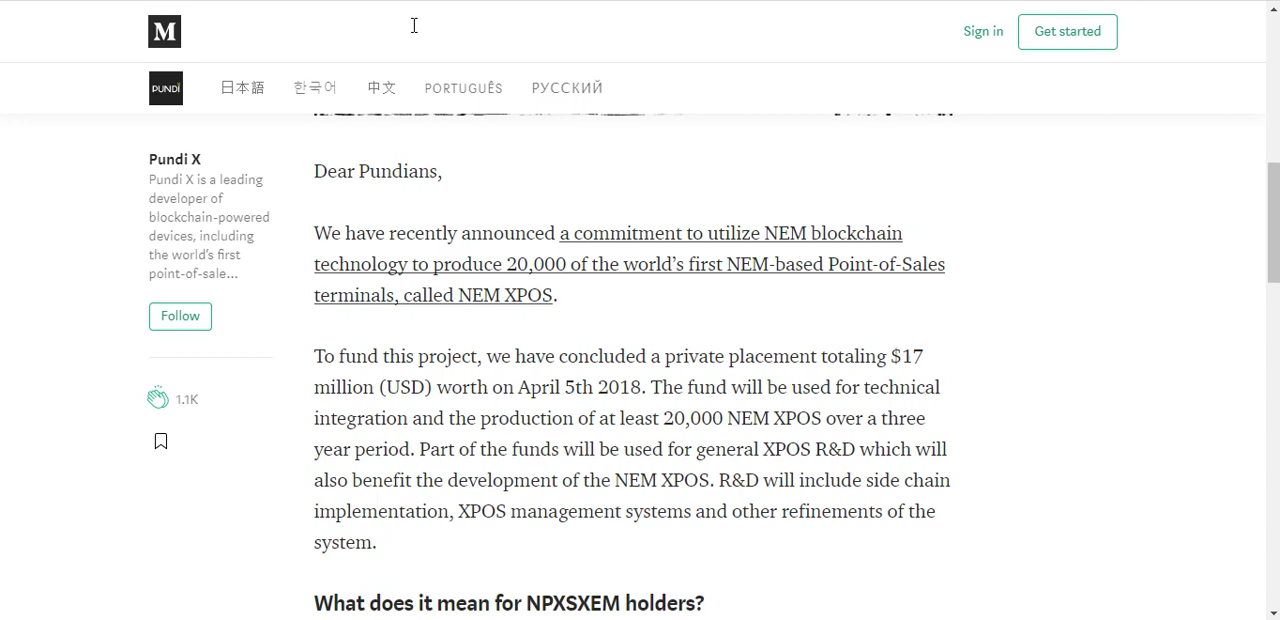 M
Sign in
Get started
PUNDI
日本語
한국어
中文
PORTUGUÊS
РУССКИЙ
Pundi X
Pundi X is a leading
developer of
blockchain-powered
devices, including
the world's first
point-of-sale...
Follow
1.1K
Dear Pundians,
We have recently announced a commitment to utilize NEM blockchain
technology to produce 20,000 of the world's first NEM-based Point-of-Sales
terminals, called NEM XPOS.
To fund this project, we have concluded a private placement totaling $17
million (USD) worth on April 5th 2018. The fund will be used for technical
integration and the production of at least 20,000 NEM XPOS over a three
year period. Part of the funds will be used for general XPOS R&D which will
also benefit the development of the NEM XPOS. R&D will include side chain
implementation, XPOS management systems and other refinements of the
system.
What does it mean for NPXSXEM holders?